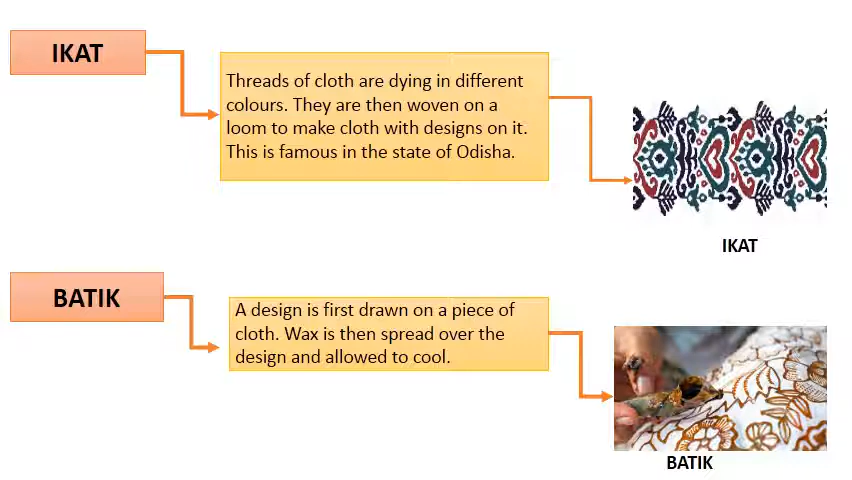 IKAT
Threads of cloth are dying in different
colours. They are then woven on a
loom to make cloth with designs on it.
This is famous in the state of Odisha.
IKAT
BATIK
A design is first drawn on a piece of
cloth. Wax is then spread over the
design and allowed to cool.
BATIK